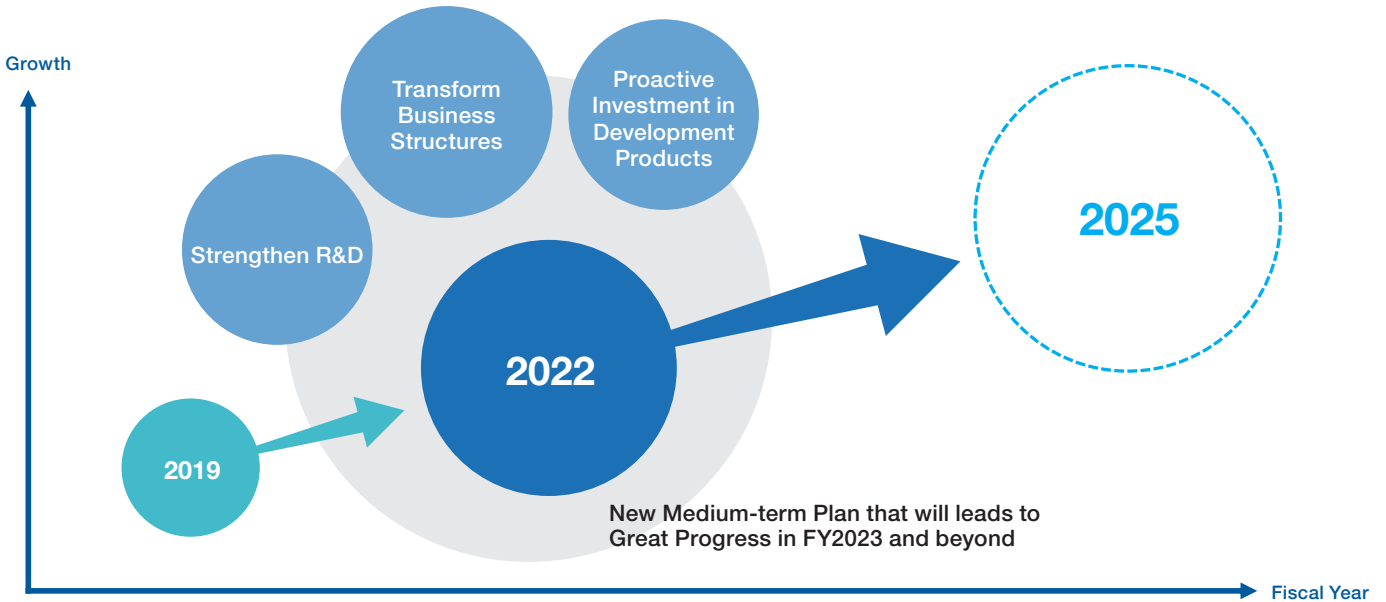 Growth
Transform
Business
Structures
Proactive
Investment in
Development
Products
Strengthen R&D
2025
2022
2019
New Medium-term Plan that will leads to
Great Progress in FY2023 and beyond
Fiscal Year